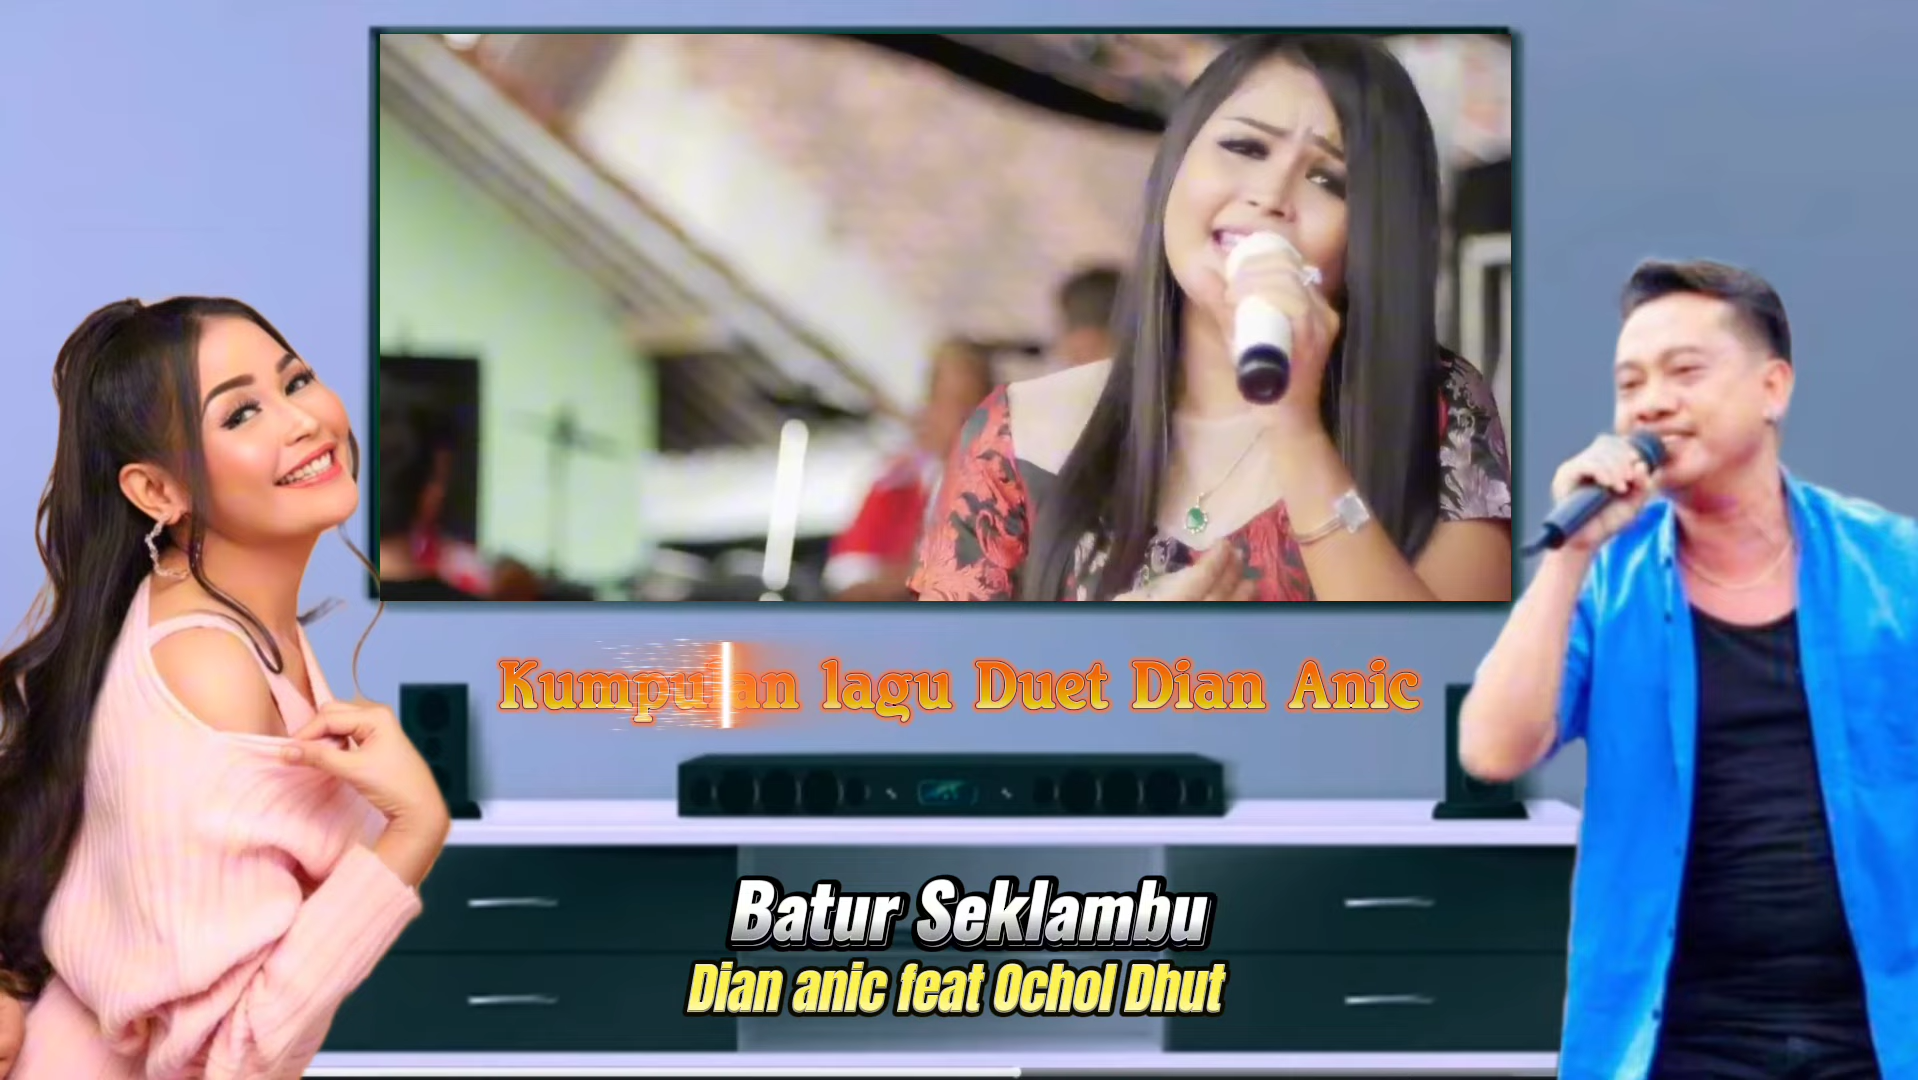 Kumpulan lagu Duet Dian Anic
Batur Seklambu
Dian anic feat Ochol Dhut